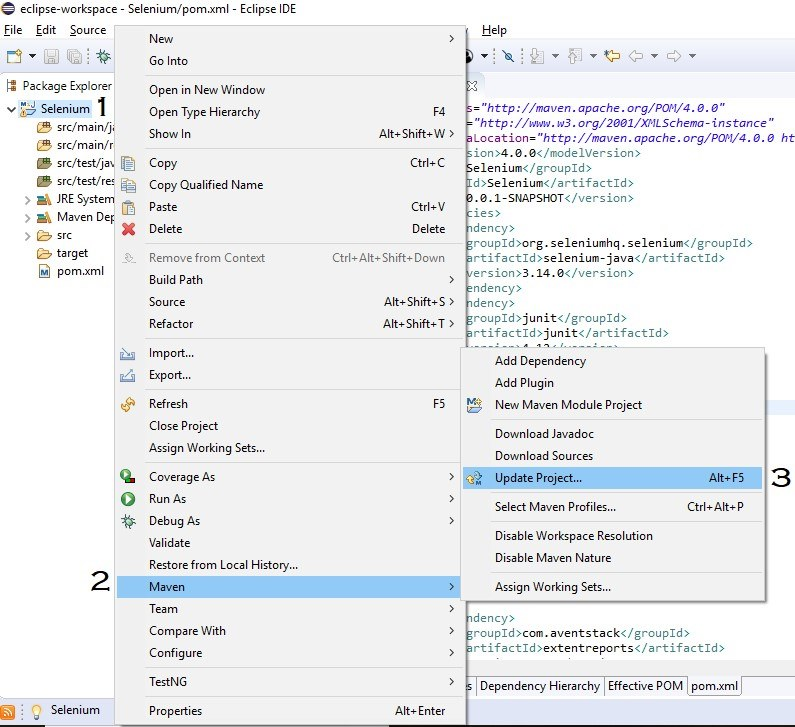 eclipse-workspace - Selenium/pom.xml - Eclipse IDE
File Edit Source Help
Package Explorer
Selenium 1
src/main/ja
src/main/r
src/test/jav
src/test/res
JRE System
Maven Dep
src
target
pom.xml
New
Go Into
Open in New Window
Open Type Hierarchy F4
Show In Alt+Shift+W
Copy Ctrl+C
Copy Qualified Name
Paste Ctrl+V
Delete Delete
Remove from Context Ctrl+Alt+Shift+Down
Build Path
Source Alt+Shift+S
Refactor Alt+Shift+T
Import...
Export...
Refresh F5
Close Project
Assign Working Sets...
Coverage As
Run As
Debug As
Validate
Restore from Local History...
2 Maven
Team
Compare With
Configure
TestNG
Properties Alt+Enter
s="http://maven.apache.org/POM/4.0.0"
="http://www.w3.org/2001/XMLSchema-instance"
aLocation="http://maven.apache.org/POM/4.0.0 ht
sion>4.0.0</modelVersion>
Selenium</groupId>
Id>Selenium</artifactId>
0.0.1-SNAPSHOT</version>
cies>
ndency>
groupId>org.seleniumhq.selenium</groupId>
artifactId>selenium-java</artifactId>
version>3.14.0</version>
endency>
ndency>
groupId>junit</groupId>
artifactId>junit</artifactId>
Add Dependency
Add Plugin
New Maven Module Project
Download Javadoc
Download Sources
Update Project... Alt+F5 3
Select Maven Profiles... Ctrl+Alt+P
Disable Workspace Resolution
Disable Maven Nature
Assign Working Sets...
ndency>
groupId>com.aventstack</groupId>
artifactId>extentreports</artifactId>
es Dependency Hierarchy Effective POM pom.xml
Selenium